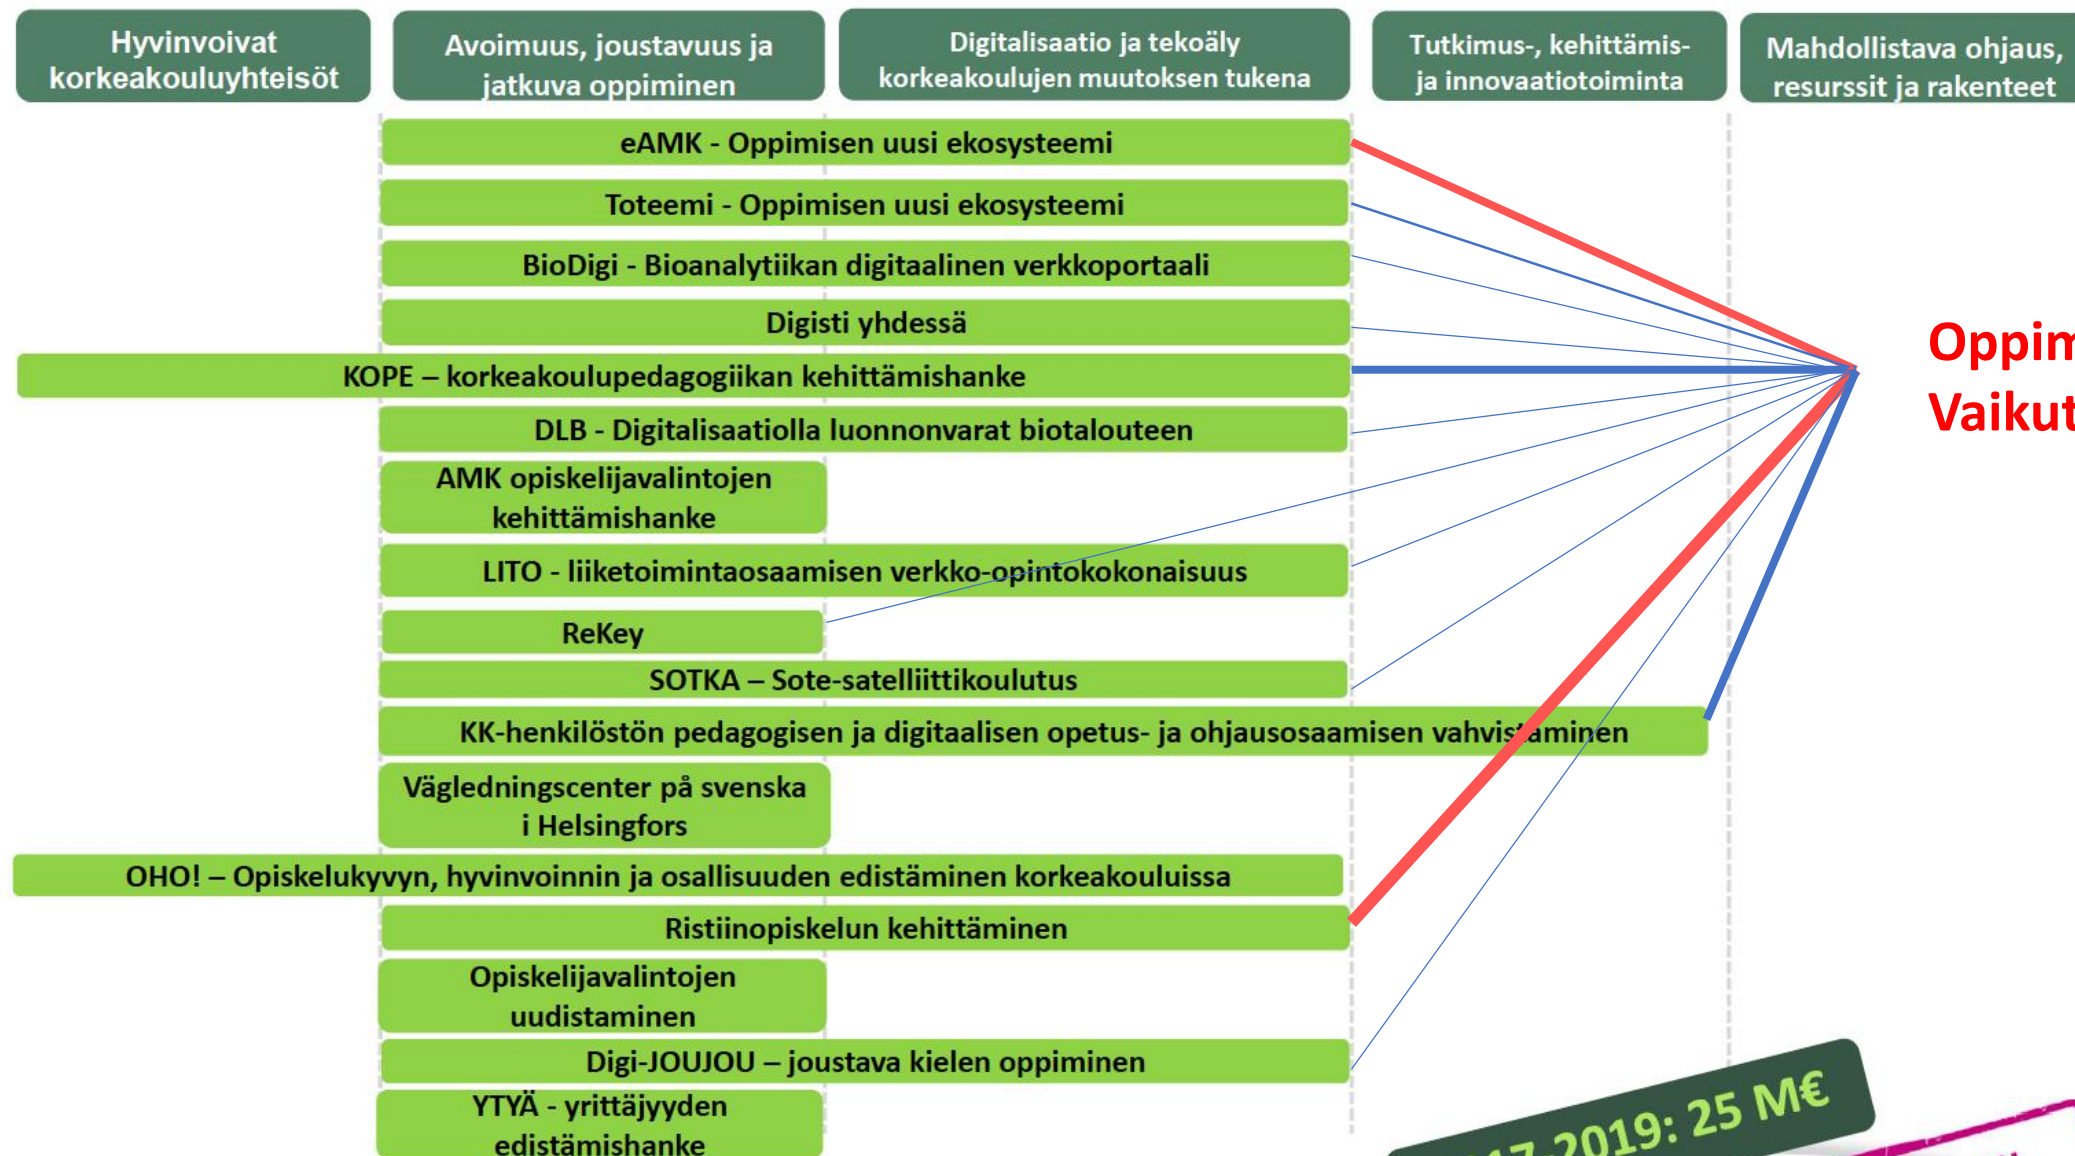 Hyvinvoivat
korkeakouluyhteisöt
Avoimuus, joustavuus ja
jatkuva oppiminen
Digitalisaatio ja tekoäly
korkeakoulujen muutoksen tukena
Tutkimus-, kehittämis-
ja innovaatiotoiminta
Mahdollistava ohjaus,
resurssit ja rakenteet
eAMK - Oppimisen uusi ekosysteemi
Toteemi - Oppimisen uusi ekosysteemi
BioDigi - Bioanalytiikan digitaalinen verkkoportaali
Digisti yhdessä
KOPE – korkeakoulupedagogiikan kehittämishanke
DLB - Digitalisaatiolla luonnonvarat biotalouteen
AMK opiskelijavalintojen
kehittämishanke
LITO - liiketoimintaosaamisen verkko-opintokokonaisuus
ReKey
SOTKA – Sote-satelliittikoulutus
KK-henkilöstön pedagogisen ja digitaalisen opetus- ja ohjausosaamisen vahvistaminen
Vägledningscenter på svenska
i Helsingfors
OHO! – Opiskelukyvyn, hyvinvoinnin ja osallisuuden edistäminen korkeakouluissa
Ristiinopiskelun kehittäminen
Opiskelijavalintojen
uudistaminen
Digi-JOUJOU – joustava kielen oppiminen
YTYÄ - yrittäjyyden
edistämishanke
Oppim
Vaikut
17-2019: 25 M€